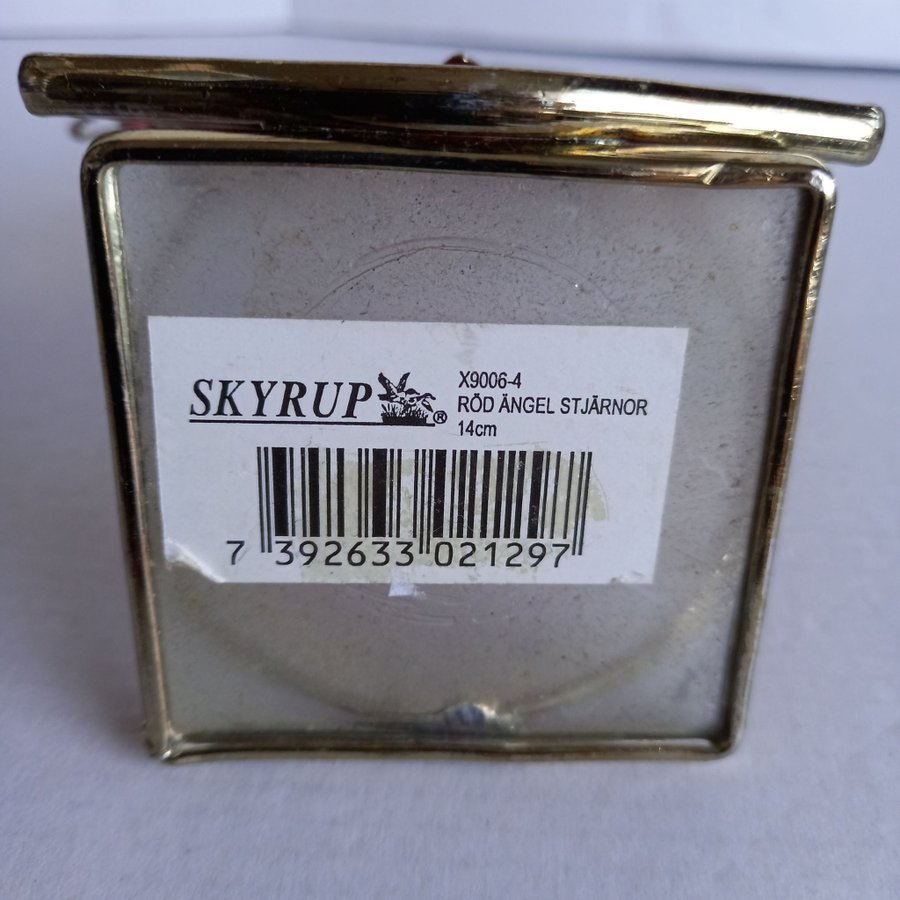 SKYRUP®
X9006-4
RÖD ÄNGEL STJÄRNOR
14cm
7 392633 021297